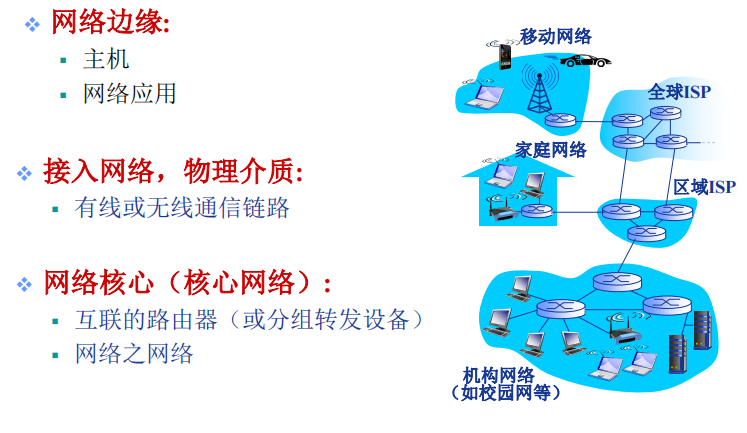 网络边缘:
主机
网络应用
接入网络，物理介质:
有线或无线通信链路
网络核心（核心网络）:
互联的路由器（或分组转发设备）
网络之网络
移动网络
全球ISP
家庭网络
区域ISP
机构网络
（如校园网等）